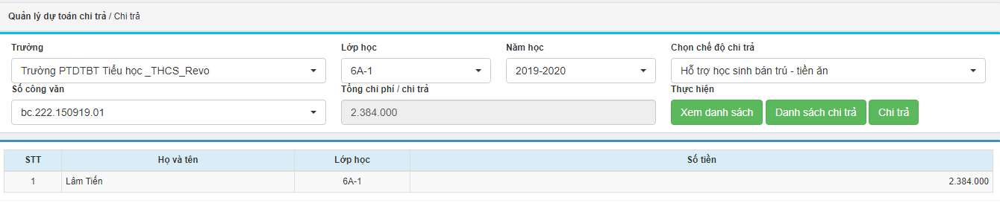 Quản lý dự toán chi trả / Chi trả
Trường Lớp học Năm học Chọn chế độ chi trả
Trường PTDTBT Tiểu học _THCS_Revo 6A-1 2019-2020 Hỗ trợ học sinh bán trú - tiền ăn
Số công văn Tổng chi phí / chi trả Thực hiện
bc.222.150919.01 2.384.000 Xem danh sách Danh sách chi trả Chi trả
STT Họ và tên Lớp học Số tiền
1 Lâm Tiến 6A-1 2.384.000